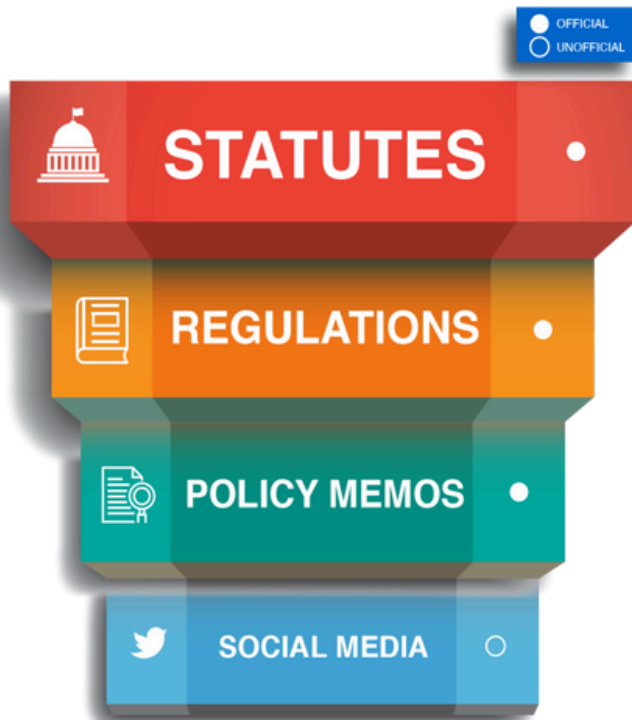 OFFICIAL
UNOFFICIAL
STATUTES
REGULATIONS
POLICY MEMOS
SOCIAL MEDIA